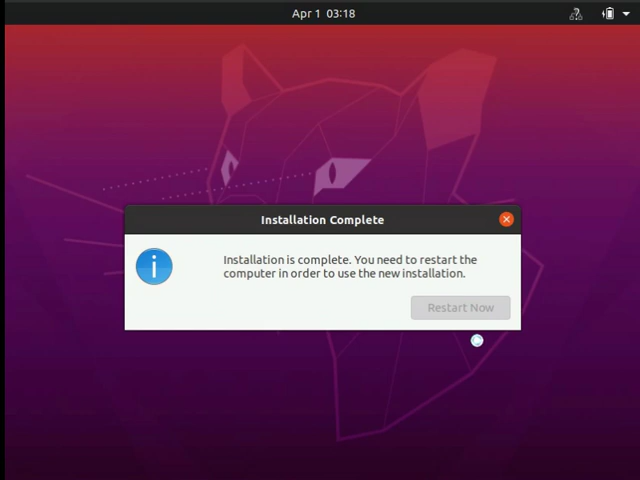 Apr 1 03:18
Installation Complete
Installation is complete. You need to restart the
computer in order to use the new installation.
Restart Now